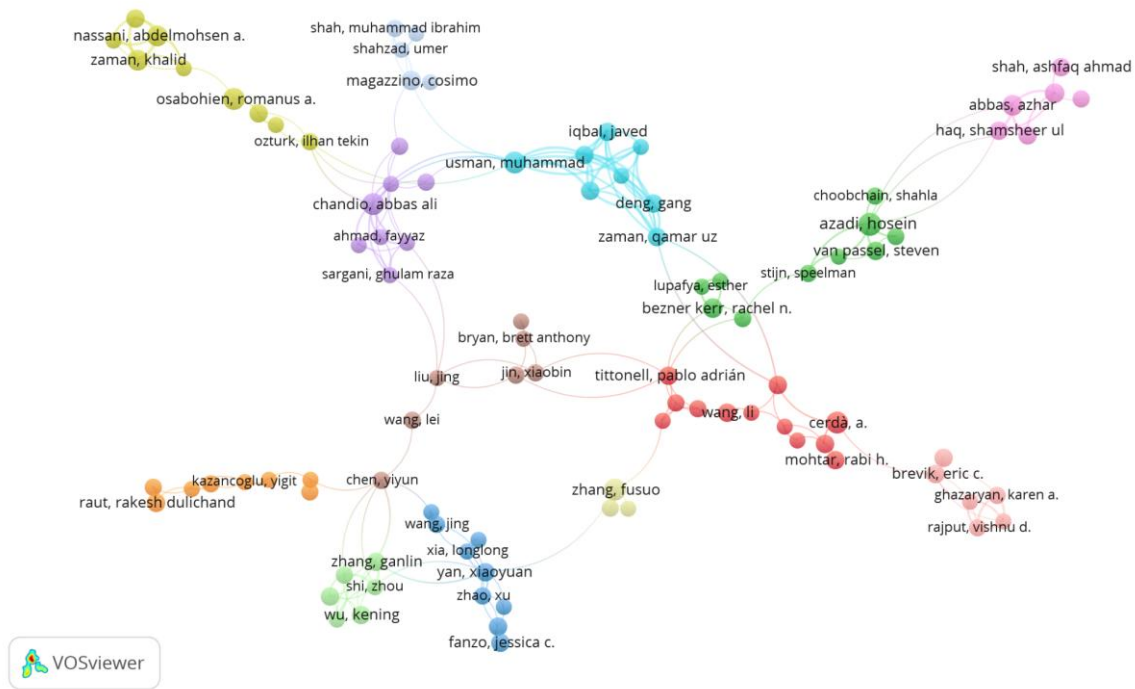 shah, muhammad ibrahim
nassani, abdelmohsen a.
shahzad, umer
zaman, khalid
shah, ashfaq ahmad
magazzino, cosimo
osabohien, romanus a.
abbas, azhar
iqbal, javed
haq, shamsheer ul
ozturk, ilhan tekin
usman, muhammad
choobchain, shahla
chandio, abbas ali
deng, gang
azadi, hosein
ahmad, fayyaz
zaman, qamar uz
van passel, steven
sargani, ghulam raza
stijn, speelman
lupafya, esther
bezner kerr, rachel n.
bryan, brett anthony
liu, jing
jin, xiaobin
tittonell, pablo adrián
wang, lei
wang, li
cerdà, a.
mohtar, rabi h.
kazancoglu, yigit
chen, yiyun
zhang, fusuo
brevik, eric c.
raut, rakesh dulichand
ghazaryan, karen a.
wang, jing
rajput, vishnu d.
xia, longlong
zhang, ganlin
yan, xiaoyuan
shi, zhou
zhao, xu
wu, kening
fanzo, jessica c.
VOSviewer